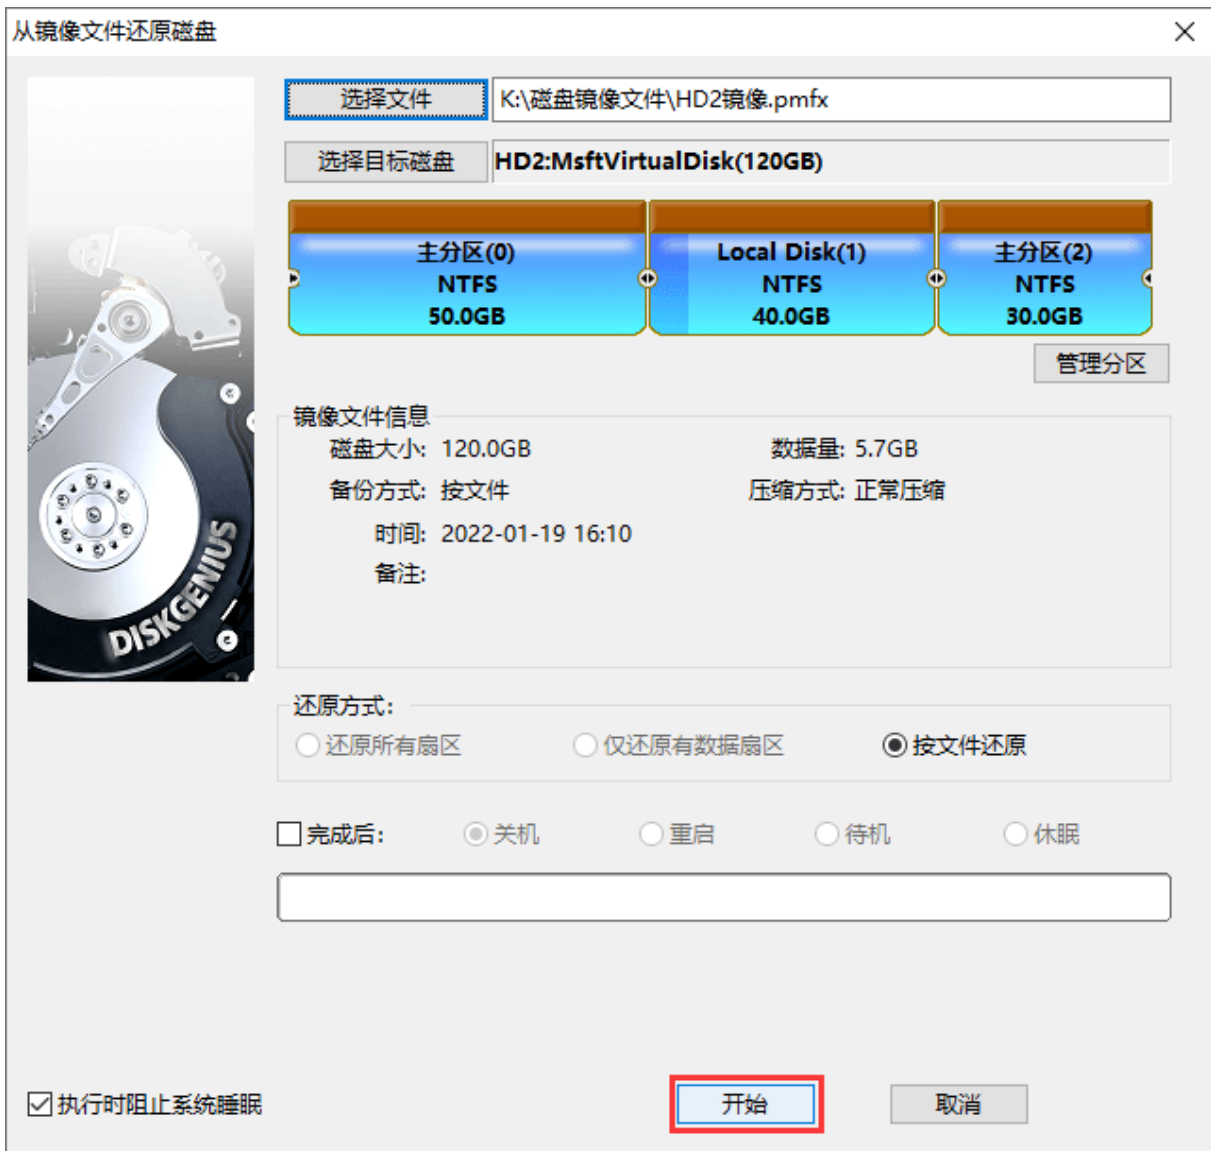 从镜像文件还原磁盘
选择文件 K:\磁盘镜像文件\HD2镜像.pmfx
选择目标磁盘 HD2:MsftVirtualDisk(120GB)
主分区(0) Local Disk(1) 主分区(2)
NTFS NTFS NTFS
50.0GB 40.0GB 30.0GB
管理分区
镜像文件信息
磁盘大小: 120.0GB 数据量: 5.7GB
备份方式: 按文件 压缩方式: 正常压缩
时间: 2022-01-19 16:10
备注:
DISKGENIUS
还原方式:
还原所有扇区 仅还原有数据扇区 按文件还原
完成后: 关机 重启 待机 休眠
执行时阻止系统睡眠 开始 取消